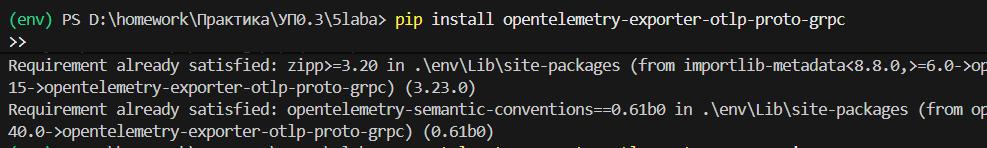 (env) PS D:\homework\Практика\УП0.3\5laba> pip install opentelemetry-exporter-otlp-proto-grpc
>>
Requirement already satisfied: zipp>=3.20 in .\env\Lib\site-packages (from importlib-metadata<8.8.0,>=6.0->op
15->opentelemetry-exporter-otlp-proto-grpc) (3.23.0)
Requirement already satisfied: opentelemetry-semantic-conventions==0.61b0 in .\env\Lib\site-packages (from op
40.0->opentelemetry-exporter-otlp-proto-grpc) (0.61b0)